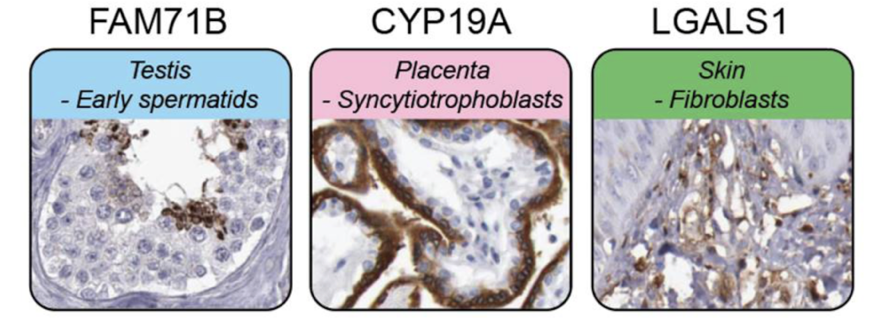 FAM71B
Testis
- Early spermatids
CYP19A
Placenta
- Syncytiotrophoblasts
LGALS1
Skin
- Fibroblasts